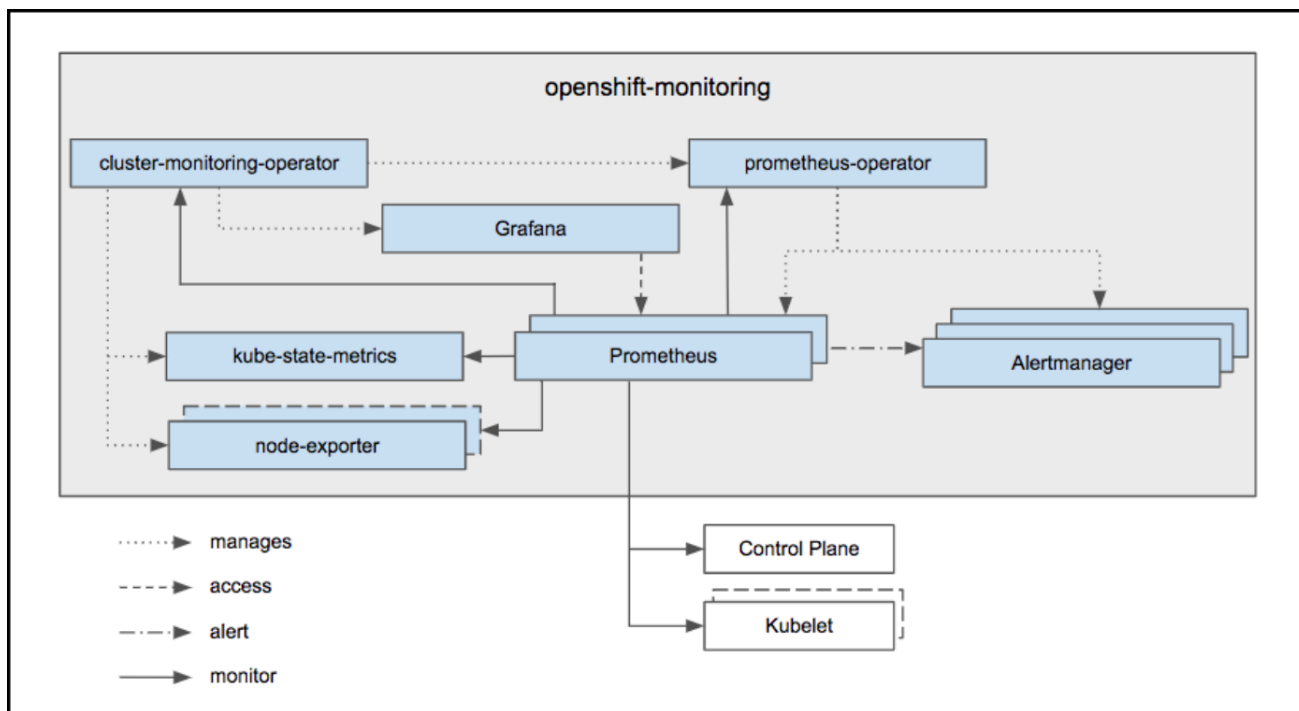 openshift-monitoring
cluster-monitoring-operator
prometheus-operator
Grafana
kube-state-metrics
Prometheus
Alertmanager
node-exporter
manages
access
alert
monitor
Control Plane
Kubelet